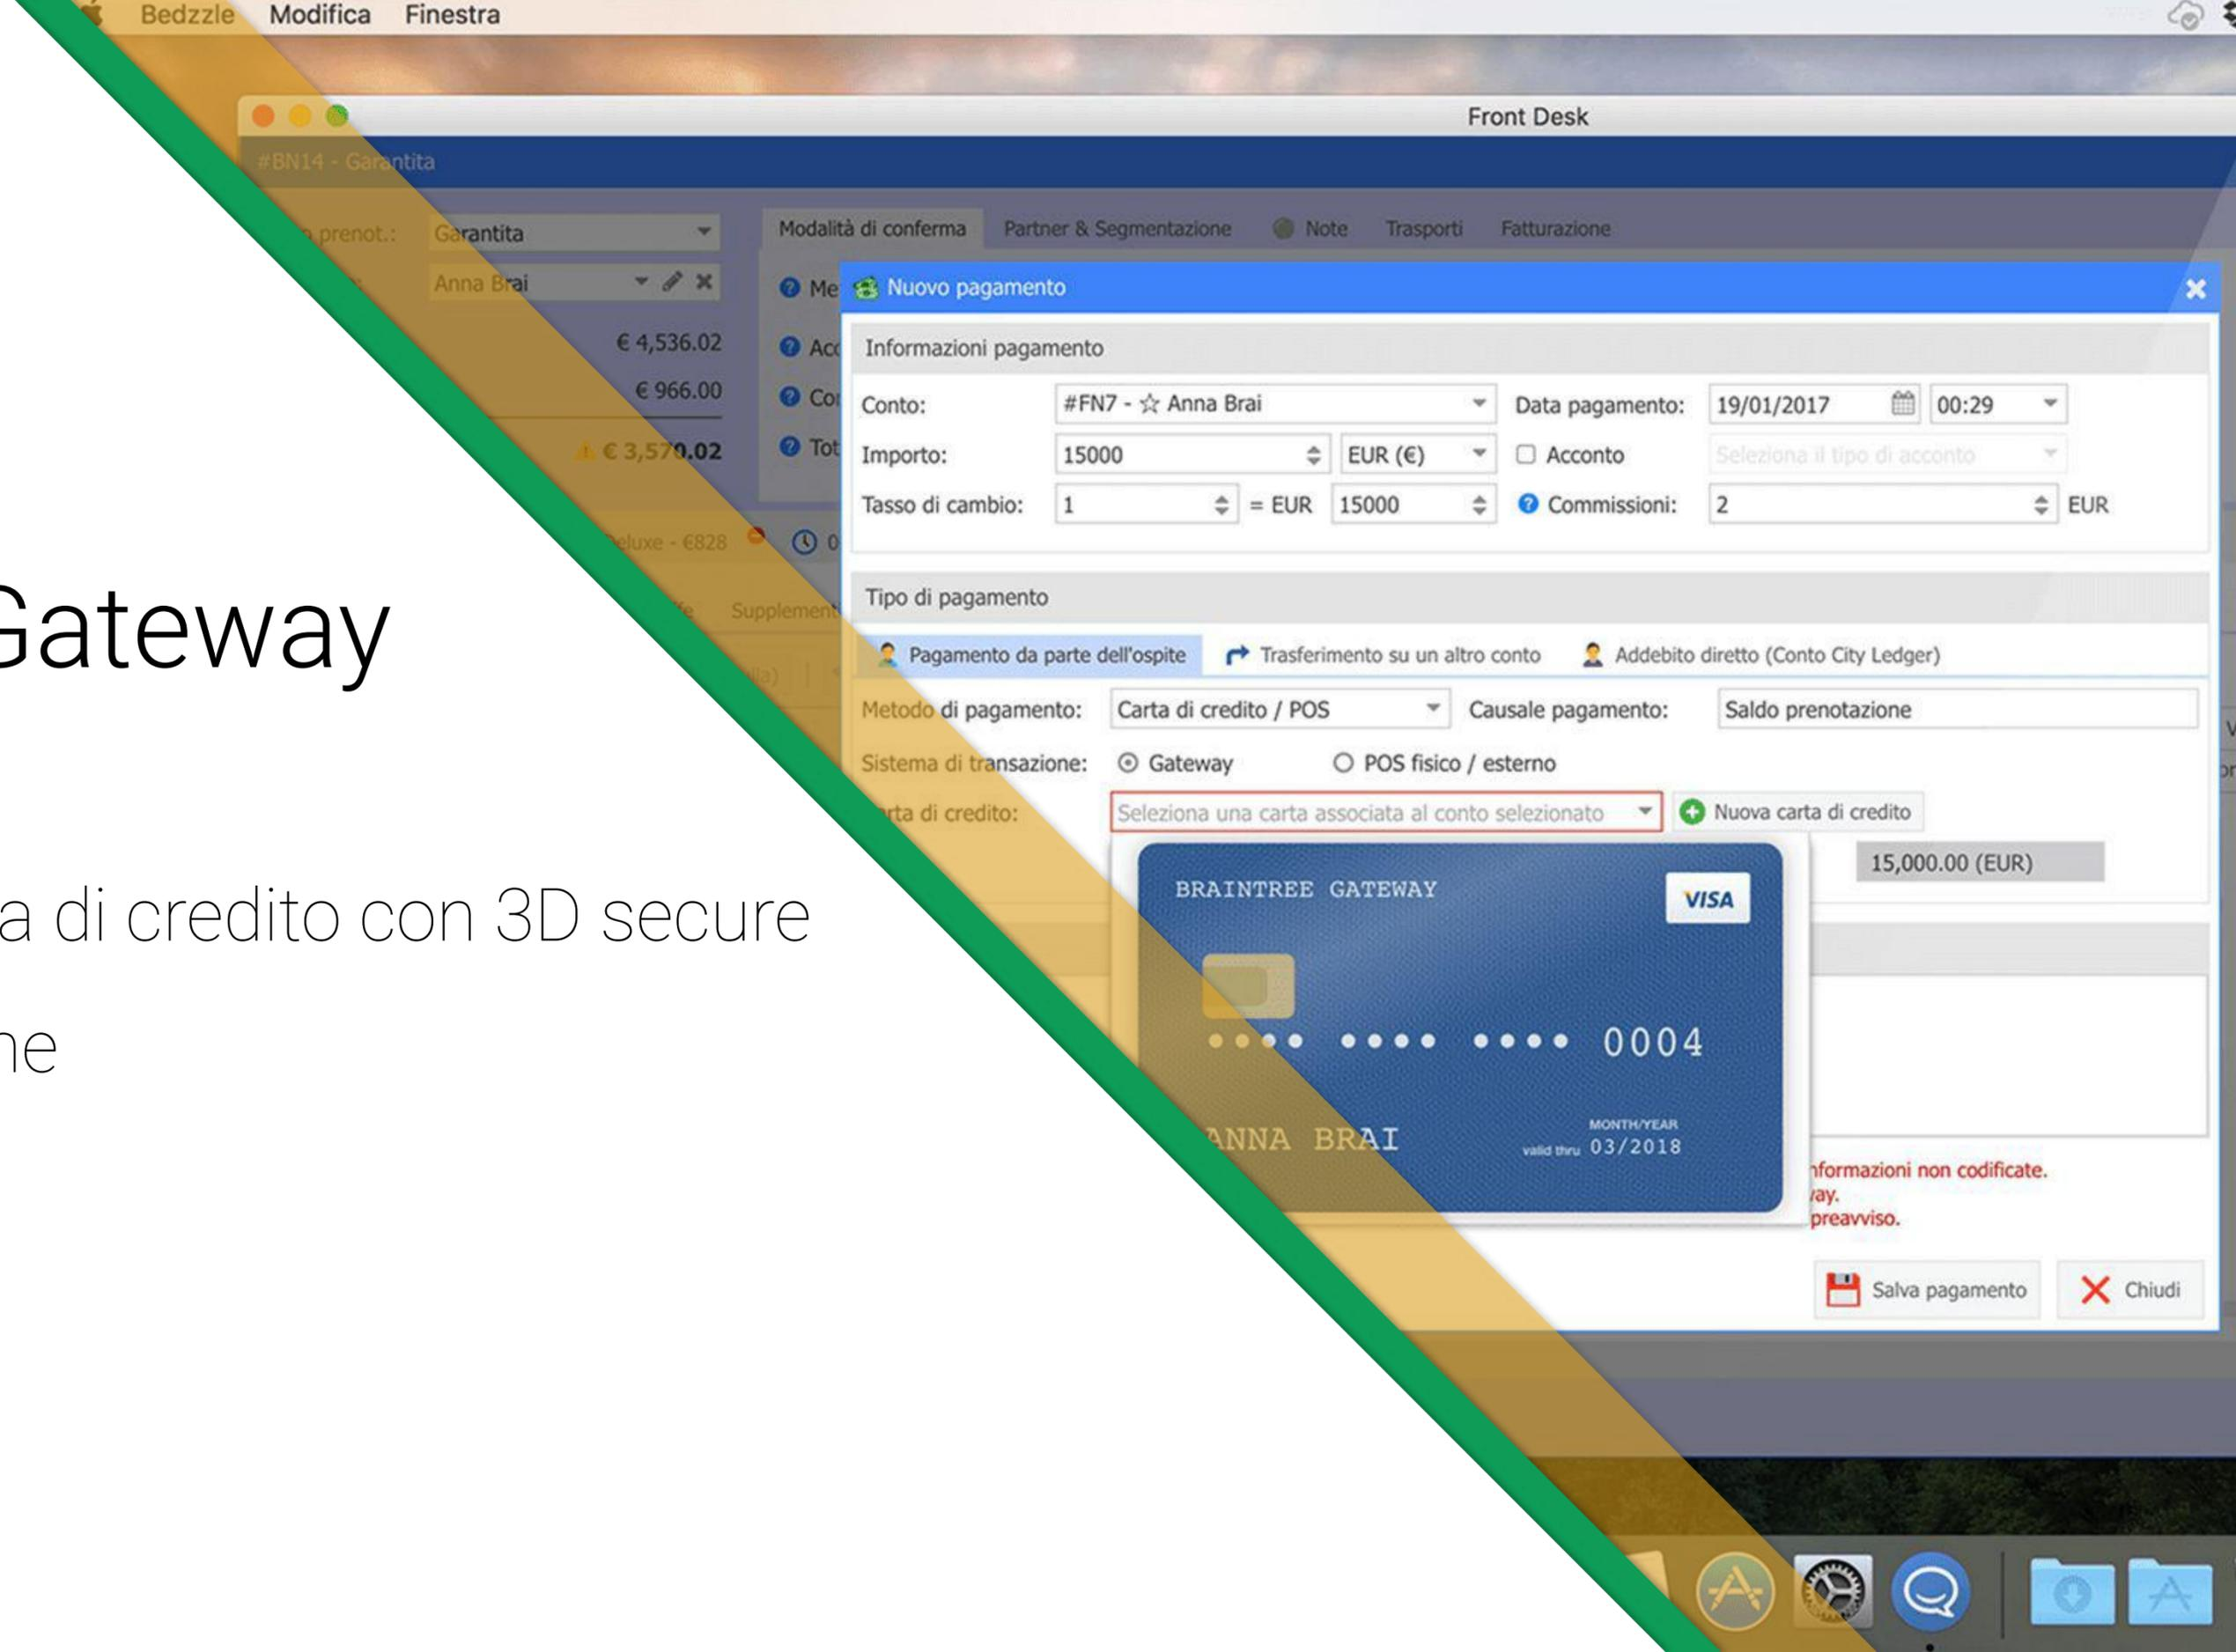 Bedzzle Modifica Finestra
Front Desk
#BN14 - Garantita
prenot.: Garantita
Anna Brai
€ 4,536.02
€ 966.00
€ 3,570.02
Deluxe - €828
Modalità di conferma Partner & Segmentazione Note Trasporti Fatturazione
Nuovo pagamento
Informazioni pagamento
Conto: #FN7 - ☆ Anna Brai Data pagamento: 19/01/2017 00:29
Importo: 15000 EUR (€) Acconto Seleziona il tipo di acconto
Tasso di cambio: 1 = EUR 15000 Commissioni: 2 EUR
Tipo di pagamento
Pagamento da parte dell'ospite Trasferimento su un altro conto Addebito diretto (Conto City Ledger)
Metodo di pagamento: Carta di credito / POS Causale pagamento: Saldo prenotazione
Sistema di transazione: Gateway POS fisico / esterno
di credito: Seleziona una carta associata al conto selezionato Nuova carta di credito
15,000.00 (EUR)
BRAINTREE GATEWAY
VISA
•••• •••• •••• 0004
MONTH/YEAR
ANNA BRAI valid thru 03/2018
nformazioni non codificate.
preavviso.
Salva pagamento Chiudi
Gateway
a di credito con 3D secure
ne